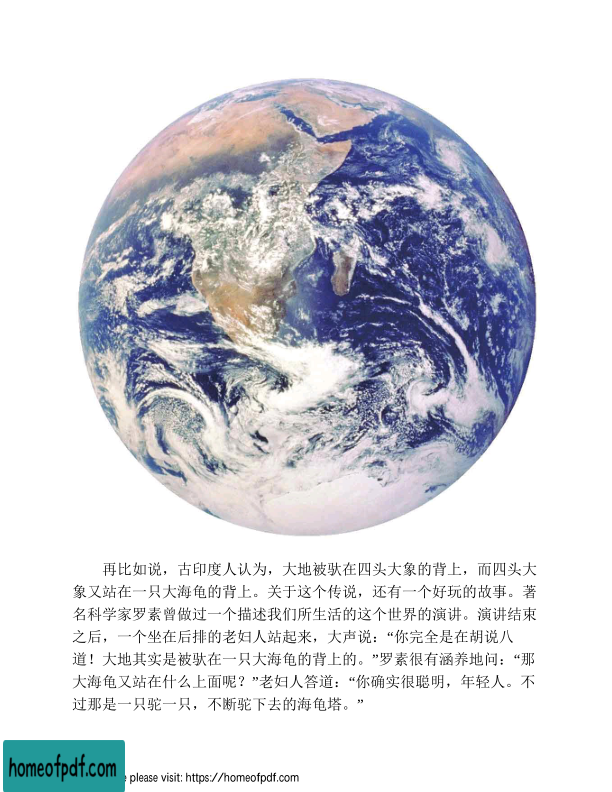 再比如说，古印度人认为，大地被驮在四头大象的背上，而四头大
象又站在一只大海龟的背上。关于这个传说，还有一个好玩的故事。著
名科学家罗素曾做过一个描述我们所生活的这个世界的演讲。演讲结束
之后，一个坐在后排的老妇人站起来，大声说：“你完全是在胡说八
道！大地其实是被驮在一只大海龟的背上的。”罗素很有涵养地问：“那
大海龟又站在什么上面呢？”老妇人答道：“你确实很聪明，年轻人。不
过那是一只驼一只，不断驼下去的海龟塔。”
homeofpdf.com
e please visit: https://homeofpdf.com